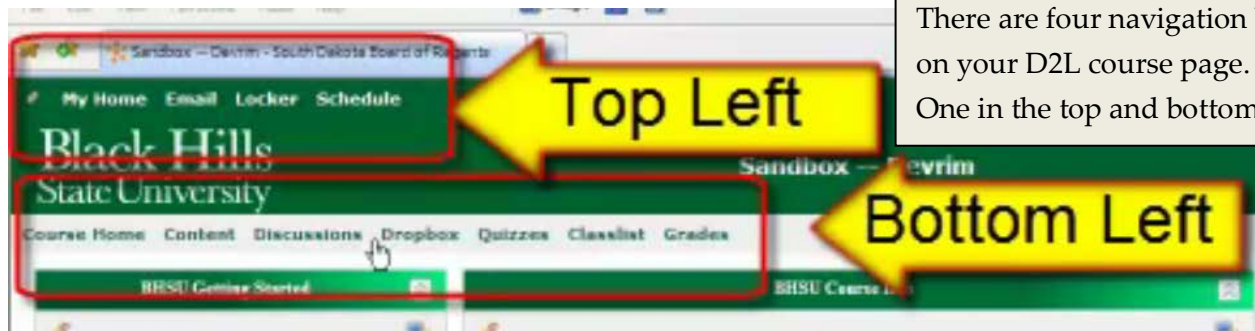 There are four navigation
on your D2L course page.
One in the top and bottom
Sandbox — Devrim - South Dakota Board of Regents
My Home Email Locker Schedule
Top Left
Black Hills
State University
Sandbox — evrim
Bottom Left
Course Home Content Discussions Dropbox Quizzes Classlist Grades
BHSU Getting Started
BHSU Course